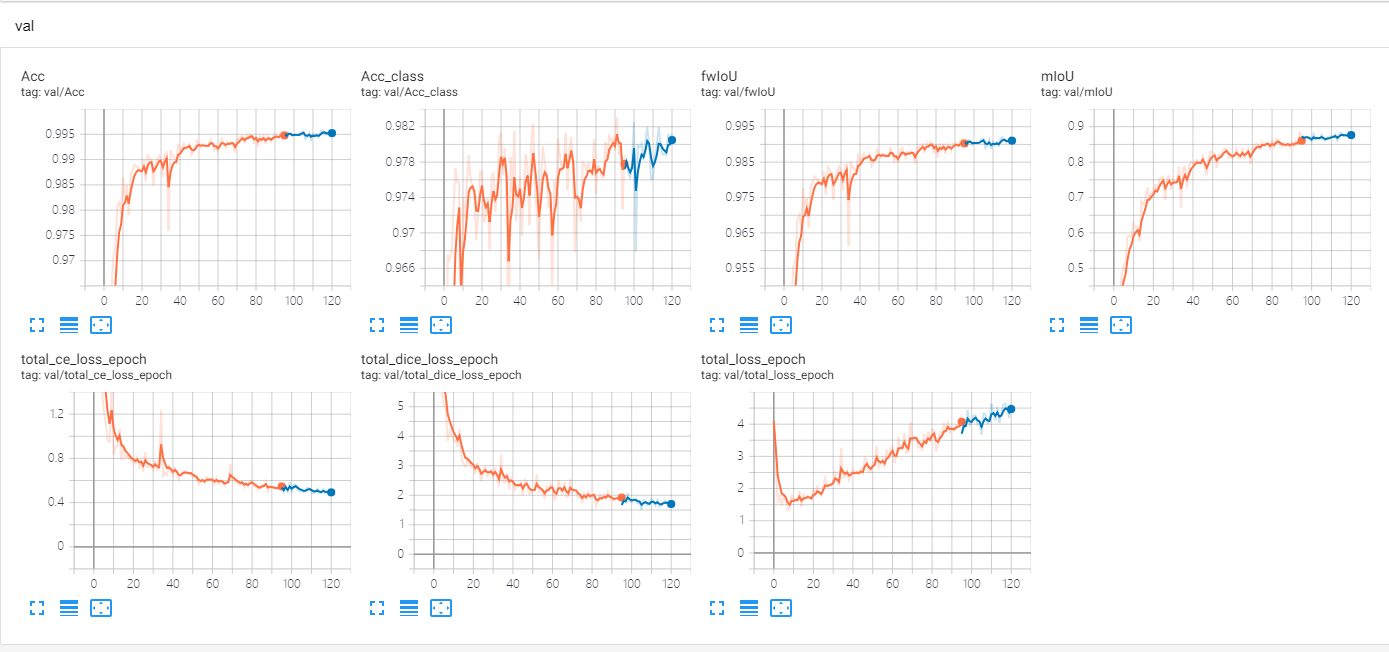 val
Acc
tag: val/Acc
0.995
0.99
0.985
0.98
0.975
0.97
0 20 40 60 80 100 120
Acc_class
tag: val/Acc_class
0.982
0.978
0.974
0.97
0.966
0 20 40 60 80 100 120
fwIoU
tag: val/fwIoU
0.995
0.985
0.975
0.965
0.955
0 20 40 60 80 100 120
mIoU
tag: val/mIoU
0.9
0.8
0.7
0.6
0.5
0 20 40 60 80 100 120
total_ce_loss_epoch
tag: val/total_ce_loss_epoch
1.2
0.8
0.4
0
0 20 40 60 80 100 120
total_dice_loss_epoch
tag: val/total_dice_loss_epoch
5
4
3
2
1
0
0 20 40 60 80 100 120
total_loss_epoch
tag: val/total_loss_epoch
4
3
2
1
0
0 20 40 60 80 100 120